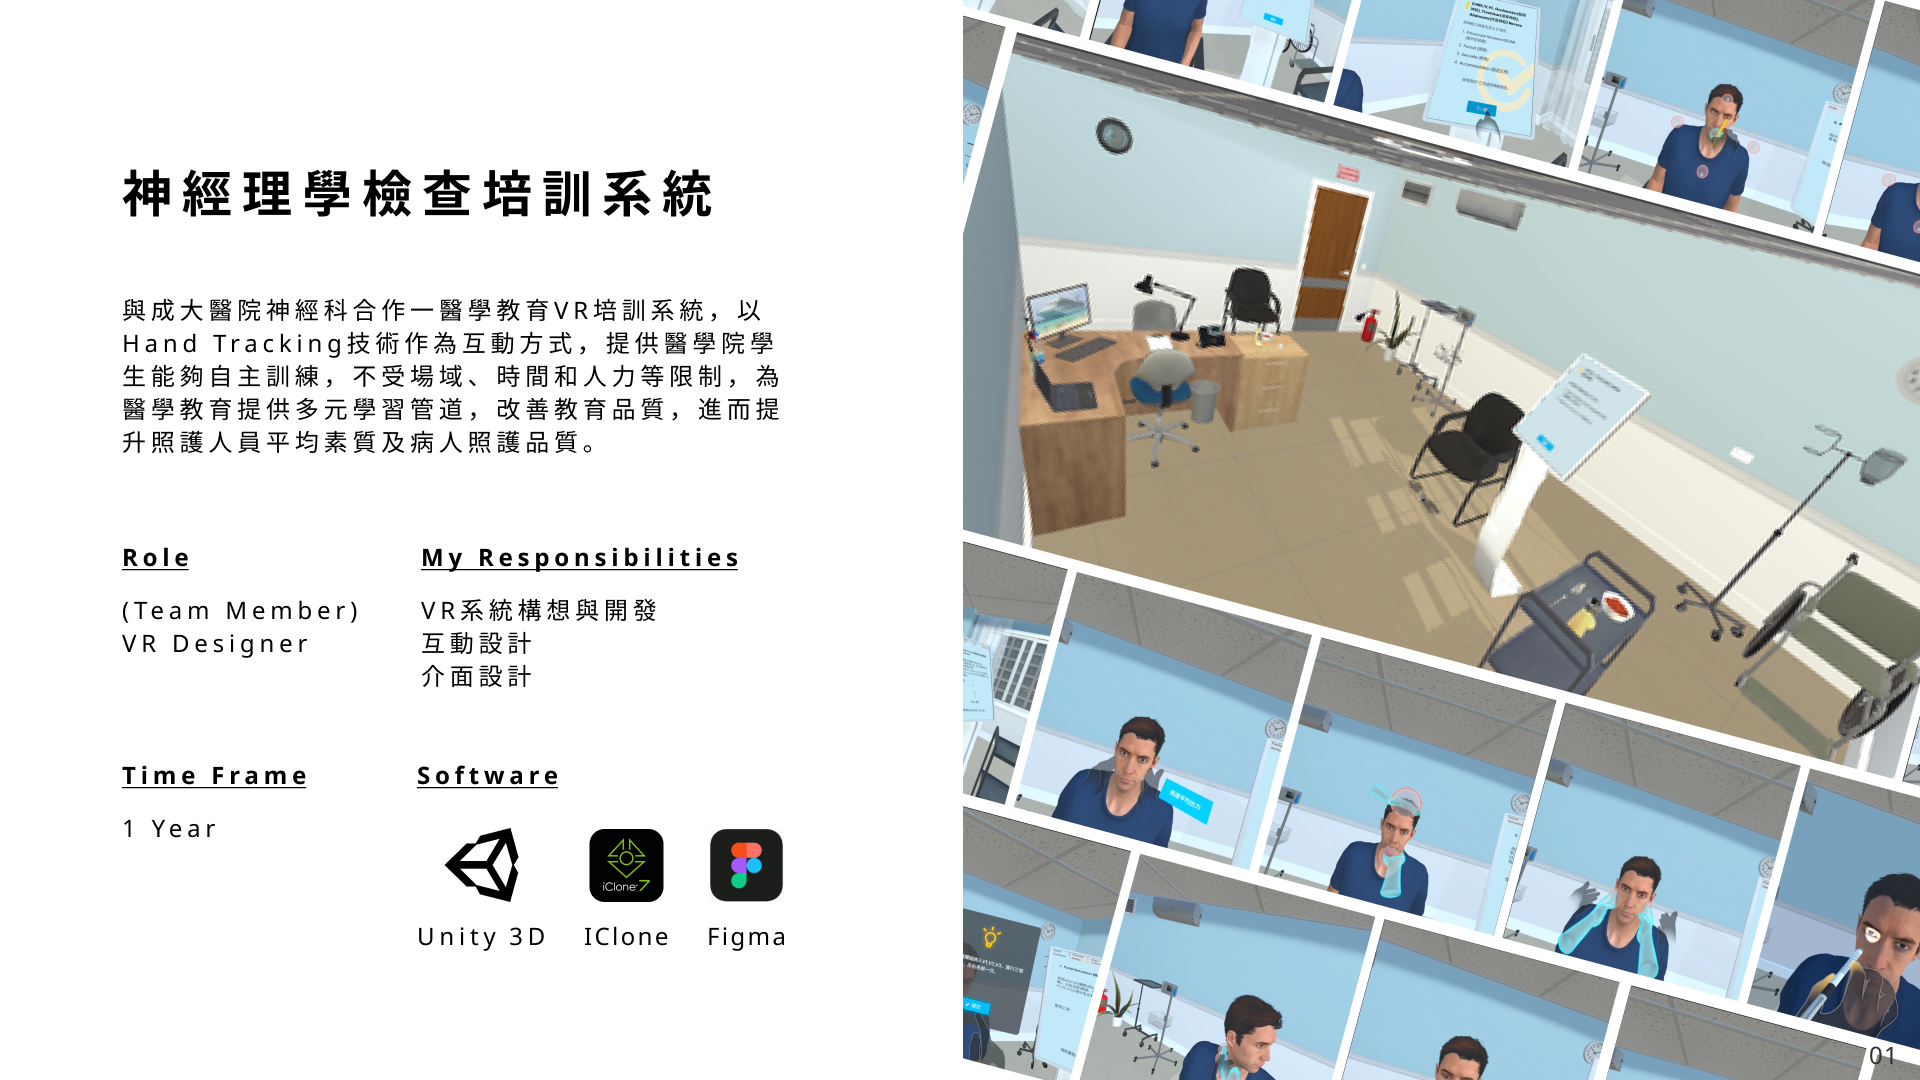 神經理學檢查培訓系統
與成大醫院神經科合作一醫學教育VR培訓系統，以
Hand Tracking技術作為互動方式，提供醫學院學
生能夠自主訓練，不受場域、時間和人力等限制，為
醫學教育提供多元學習管道，改善教育品質，進而提
升照護人員平均素質及病人照護品質。
Role
(Team Member)
VR Designer
My Responsibilities
VR系統構想與開發
互動設計
介面設計
Time Frame
1 Year
Software
iClone 7
Unity 3D
IClone
Figma
01